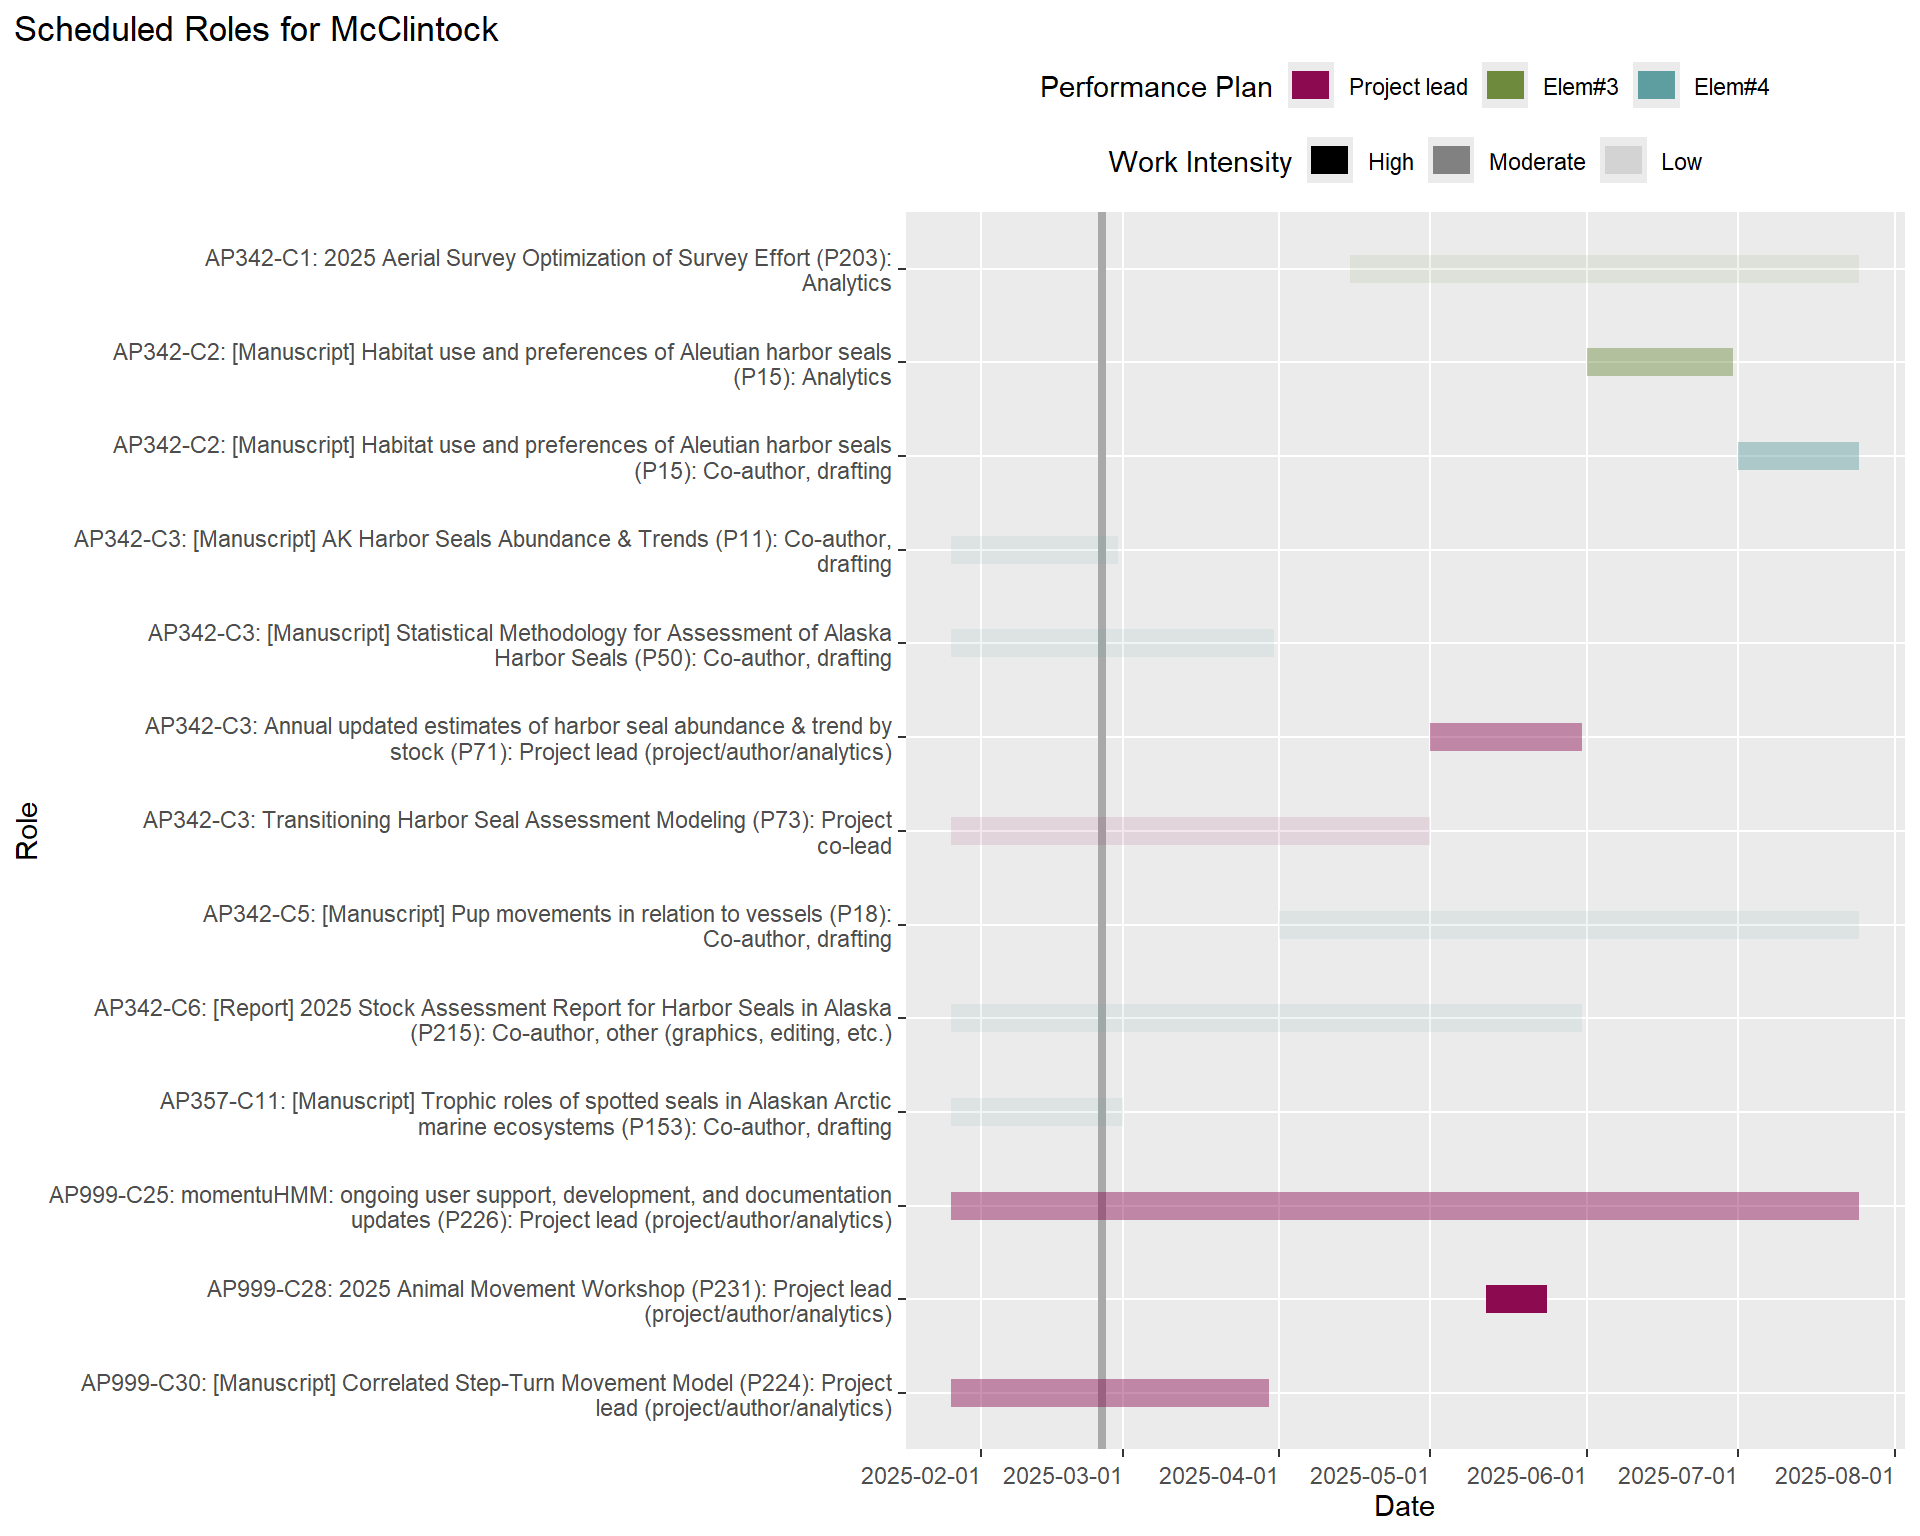 Scheduled Roles for McClintock
Performance Plan Project lead Elem#3 Elem#4
Work Intensity High Moderate Low
AP342-C1: 2025 Aerial Survey Optimization of Survey Effort (P203):
Analytics
AP342-C2: [Manuscript] Habitat use and preferences of Aleutian harbor seals
(P15): Analytics
AP342-C2: [Manuscript] Habitat use and preferences of Aleutian harbor seals
(P15): Co-author, drafting
AP342-C3: [Manuscript] AK Harbor Seals Abundance & Trends (P11): Co-author,
drafting
AP342-C3: [Manuscript] Statistical Methodology for Assessment of Alaska
Harbor Seals (P50): Co-author, drafting
AP342-C3: Annual updated estimates of harbor seal abundance & trend by
stock (P71): Project lead (project/author/analytics)
AP342-C3: Transitioning Harbor Seal Assessment Modeling (P73): Project
co-lead
AP342-C5: [Manuscript] Pup movements in relation to vessels (P18):
Co-author, drafting
AP342-C6: [Report] 2025 Stock Assessment Report for Harbor Seals in Alaska
(P215): Co-author, other (graphics, editing, etc.)
AP357-C11: [Manuscript] Trophic roles of spotted seals in Alaskan Arctic
marine ecosystems (P153): Co-author, drafting
AP999-C25: momentuHMM: ongoing user support, development, and documentation
updates (P226): Project lead (project/author/analytics)
AP999-C28: 2025 Animal Movement Workshop (P231): Project lead
(project/author/analytics)
AP999-C30: [Manuscript] Correlated Step-Turn Movement Model (P224): Project
lead (project/author/analytics)
Role
2025-02-01 2025-03-01 2025-04-01 2025-05-01 2025-06-01 2025-07-01 2025-08-01
Date